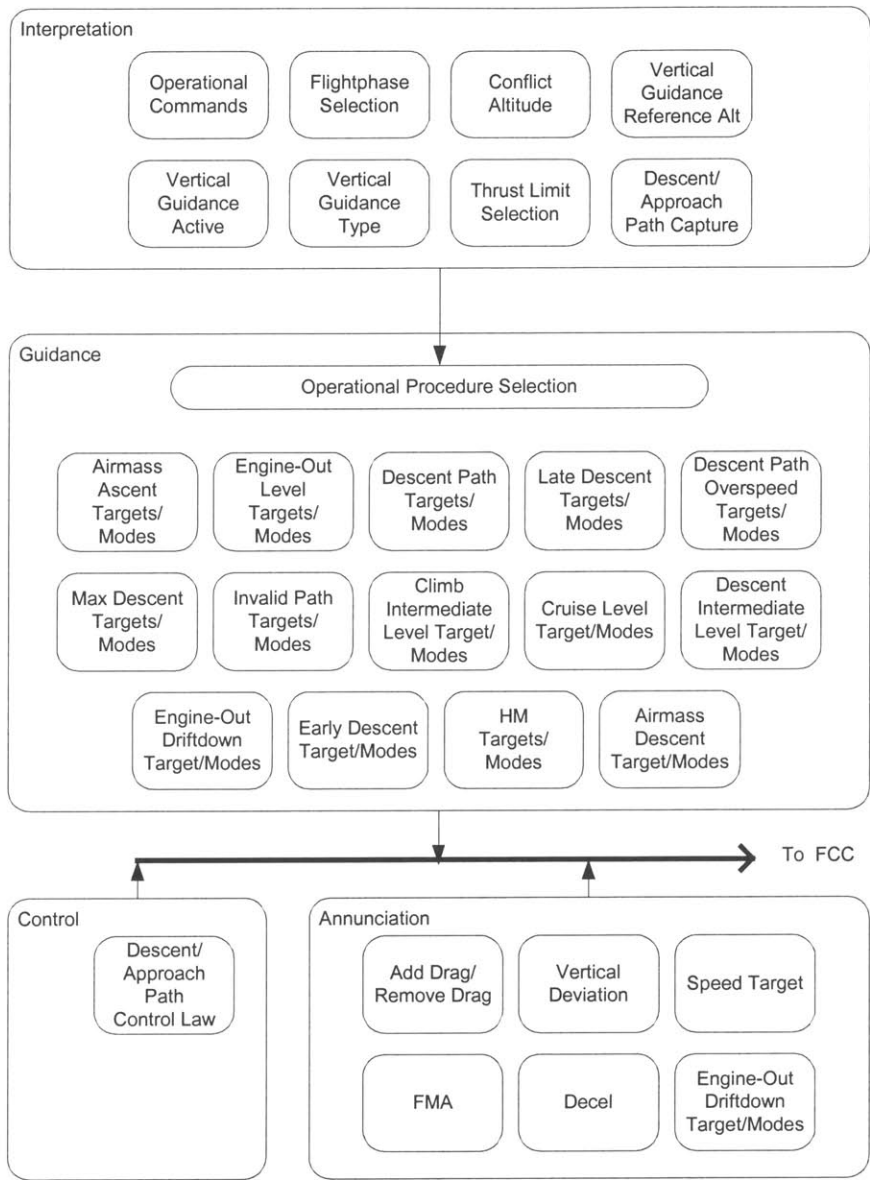 Interpretation
Operational
Commands
Flightphase
Selection
Conflict
Altitude
Vertical
Guidance
Reference Alt
Vertical
Guidance
Active
Vertical
Guidance
Type
Thrust Limit
Selection
Descent/
Approach
Path Capture
Guidance
Operational Procedure Selection
Airmass
Ascent
Targets/
Modes
Engine-Out
Level
Targets/
Modes
Descent Path
Targets/
Modes
Late Descent
Targets/
Modes
Descent Path
Overspeed
Targets/
Modes
Max Descent
Targets/
Modes
Invalid Path
Targets/
Modes
Climb
Intermediate
Level Target/
Modes
Cruise Level
Target/Modes
Descent
Intermediate
Level Target/
Modes
Engine-Out
Driftdown
Target/Modes
Early Descent
Target/Modes
HM
Targets/
Modes
Airmass
Descent
Target/Modes
To FCC
Control
Descent/
Approach
Path
Control Law
Annunciation
Add Drag/
Remove Drag
Vertical
Deviation
Speed Target
FMA
Decel
Engine-Out
Driftdown
Target/Modes